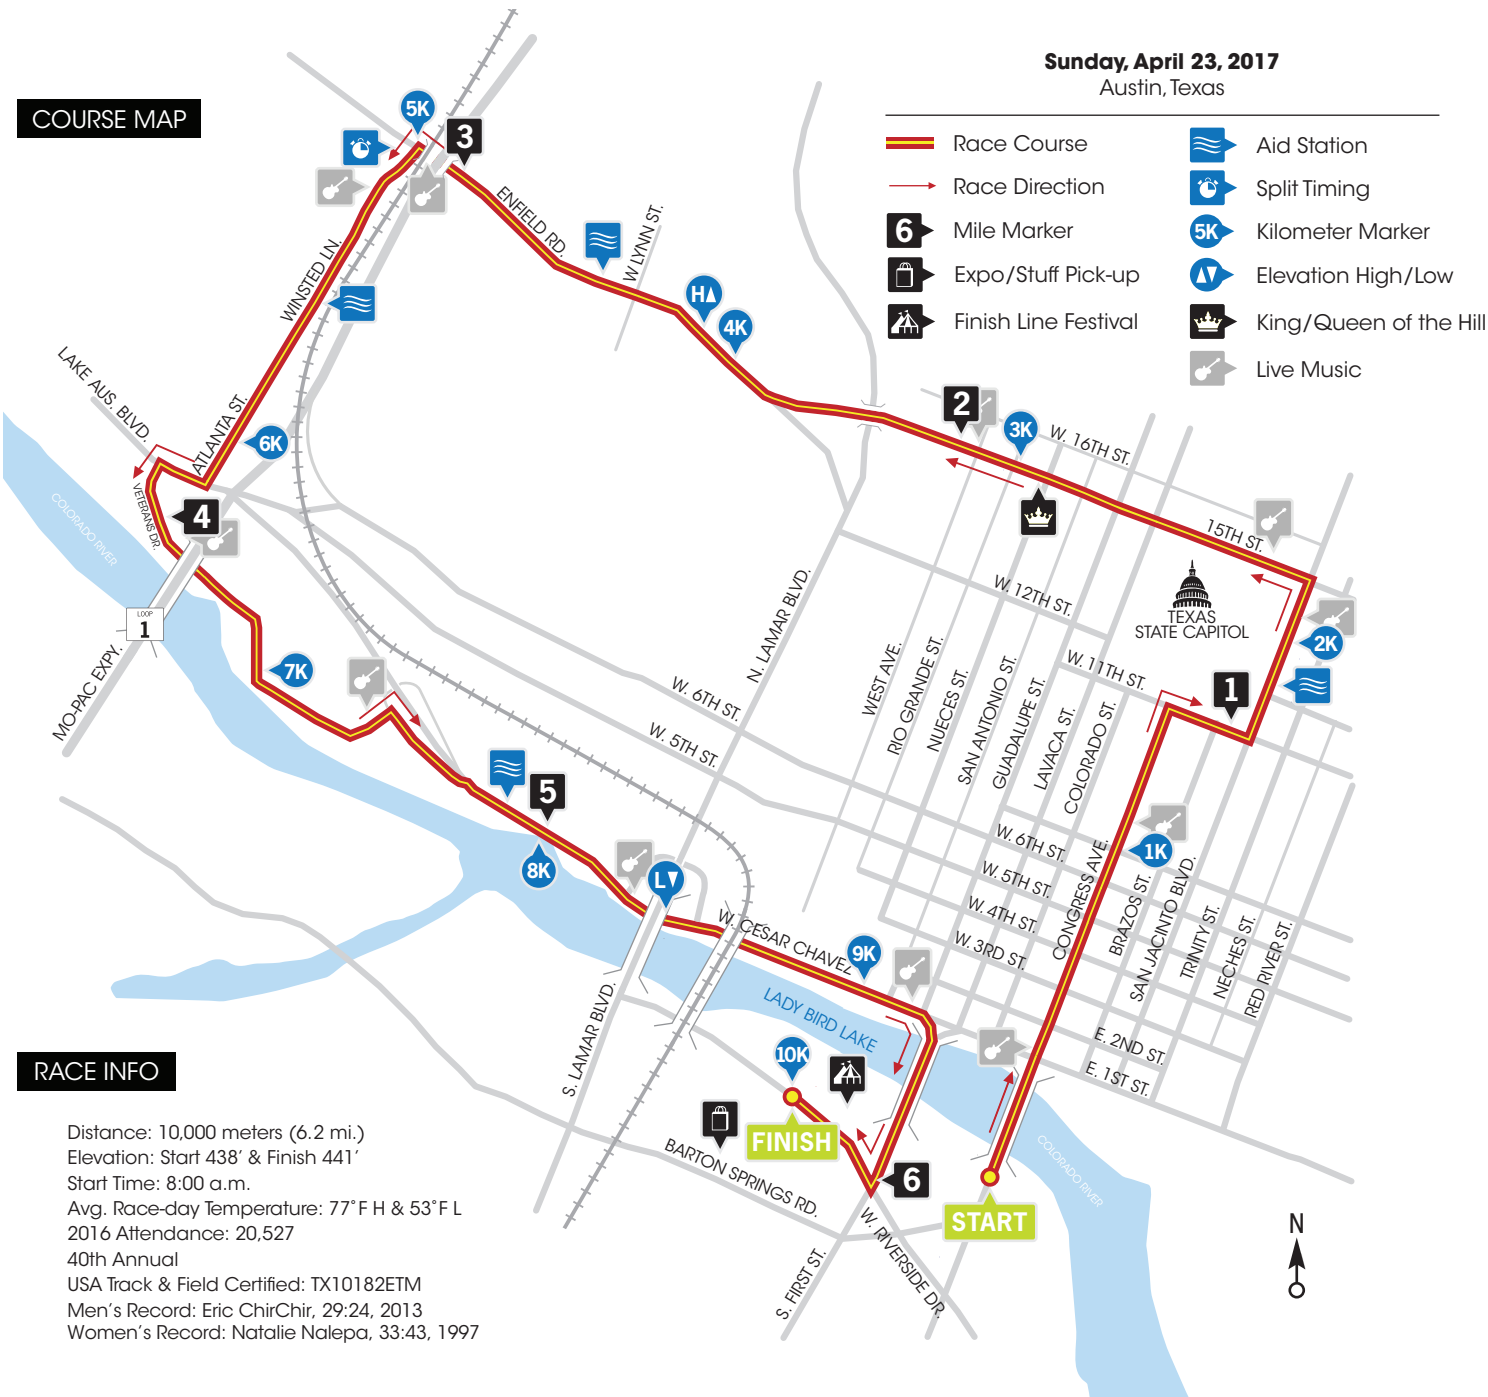 COURSE MAP
Sunday, April 23, 2017
Austin, Texas
Race Course
Race Direction
6 Mile Marker
Expo/Stuff Pick-up
Finish Line Festival
Aid Station
Split Timing
5K Kilometer Marker
Elevation High/Low
King/Queen of the Hill
Live Music
5K
3
ENFIELD RD.
W LYNN ST.
H
4K
WINSTED LN.
LAKE AUS. BLVD.
ATLANTA ST.
6K
VETERANS DR.
4
COLORADO RIVER
LOOP
1
MO-PAC EXPY.
7K
2
3K
W. 16TH ST.
15TH ST.
TEXAS
STATE CAPITOL
W. 12TH ST.
W. 11TH ST.
2K
1
N. LAMAR BLVD.
WEST AVE.
RIO GRANDE ST.
NUECES ST.
SAN ANTONIO ST.
GUADALUPE ST.
LAVACA ST.
COLORADO ST.
W. 6TH ST.
W. 5TH ST.
5
8K
L
W. CESAR CHAVEZ
9K
W. 6TH ST.
W. 5TH ST.
W. 4TH ST.
W. 3RD ST.
CONGRESS AVE.
1K
BRAZOS ST.
SAN JACINTO BLVD.
TRINITY ST.
NECHES ST.
RED RIVER ST.
E. 2ND ST.
E. 1ST ST.
LADY BIRD LAKE
S. LAMAR BLVD.
10K
FINISH
BARTON SPRINGS RD.
6
START
COLORADO RIVER
S. FIRST ST.
W. RIVERSIDE DR.
N
RACE INFO
Distance: 10,000 meters (6.2 mi.)
Elevation: Start 438’ & Finish 441’
Start Time: 8:00 a.m.
Avg. Race-day Temperature: 77˚F H & 53˚F L
2016 Attendance: 20,527
40th Annual
USA Track & Field Certified: TX10182ETM
Men’s Record: Eric ChirChir, 29:24, 2013
Women’s Record: Natalie Nalepa, 33:43, 1997